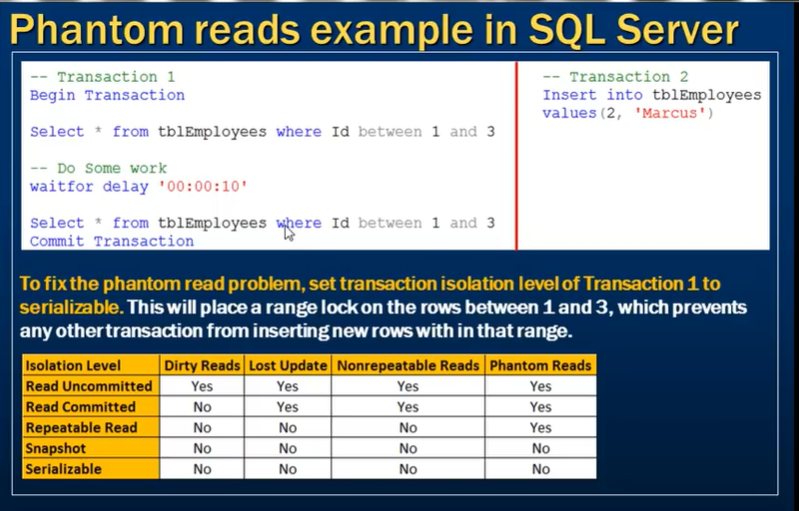 Phantom reads example in SQL Server
-- Transaction 1
Begin Transaction
Select * from tblEmployees where Id between 1 and 3
-- Do Some work
waitfor delay '00:00:10'
Select * from tblEmployees where Id between 1 and 3
Commit Transaction
-- Transaction 2
Insert into tblEmployees
values(2, 'Marcus')
To fix the phantom read problem, set transaction isolation level of Transaction 1 to
serializable. This will place a range lock on the rows between 1 and 3, which prevents
any other transaction from inserting new rows with in that range.
Isolation Level Dirty Reads Lost Update Nonrepeatable Reads Phantom Reads
Read Uncommitted Yes Yes Yes Yes
Read Committed No Yes Yes Yes
Repeatable Read No No No Yes
Snapshot No No No No
Serializable No No No No